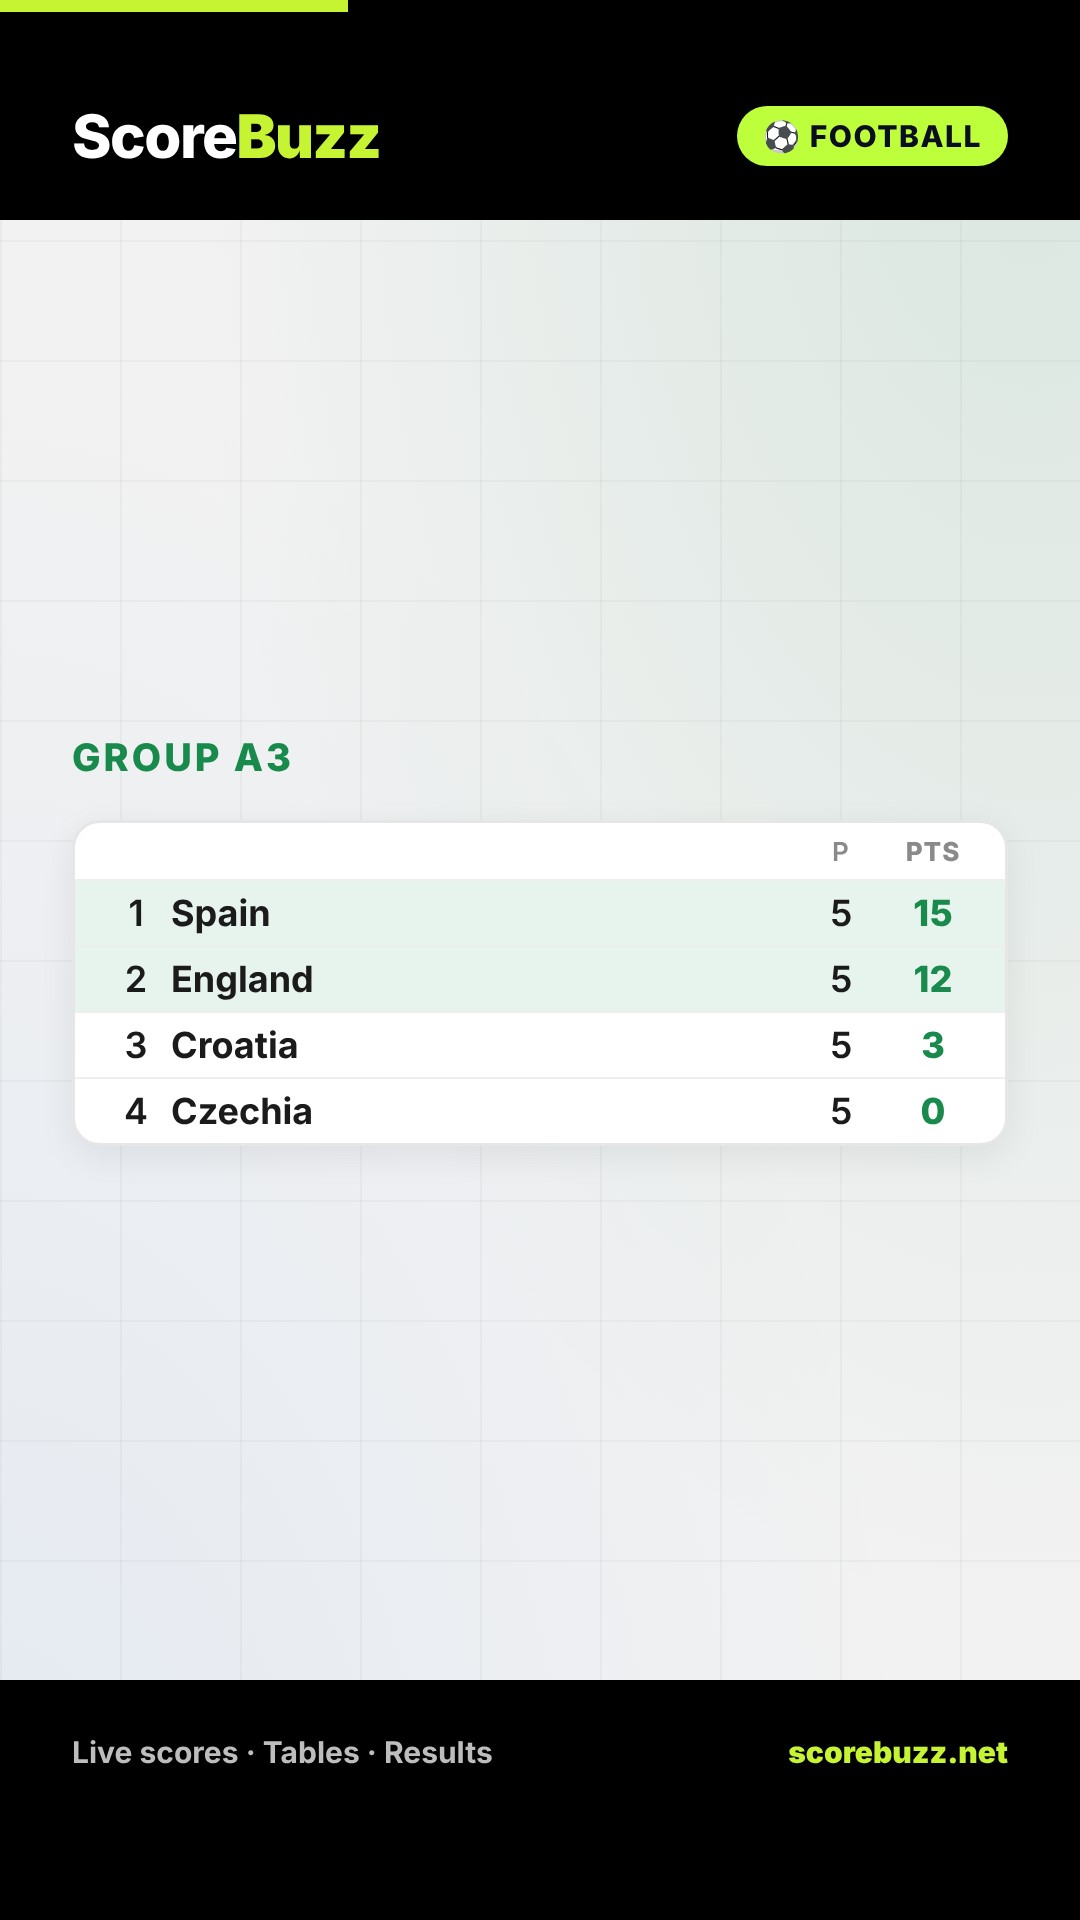 ScoreBuzz
⚽ FOOTBALL
GROUP A3
P PTS
1 Spain 5 15
2 England 5 12
3 Croatia 5 3
4 Czechia 5 0
Live scores · Tables · Results
scorebuzz.net